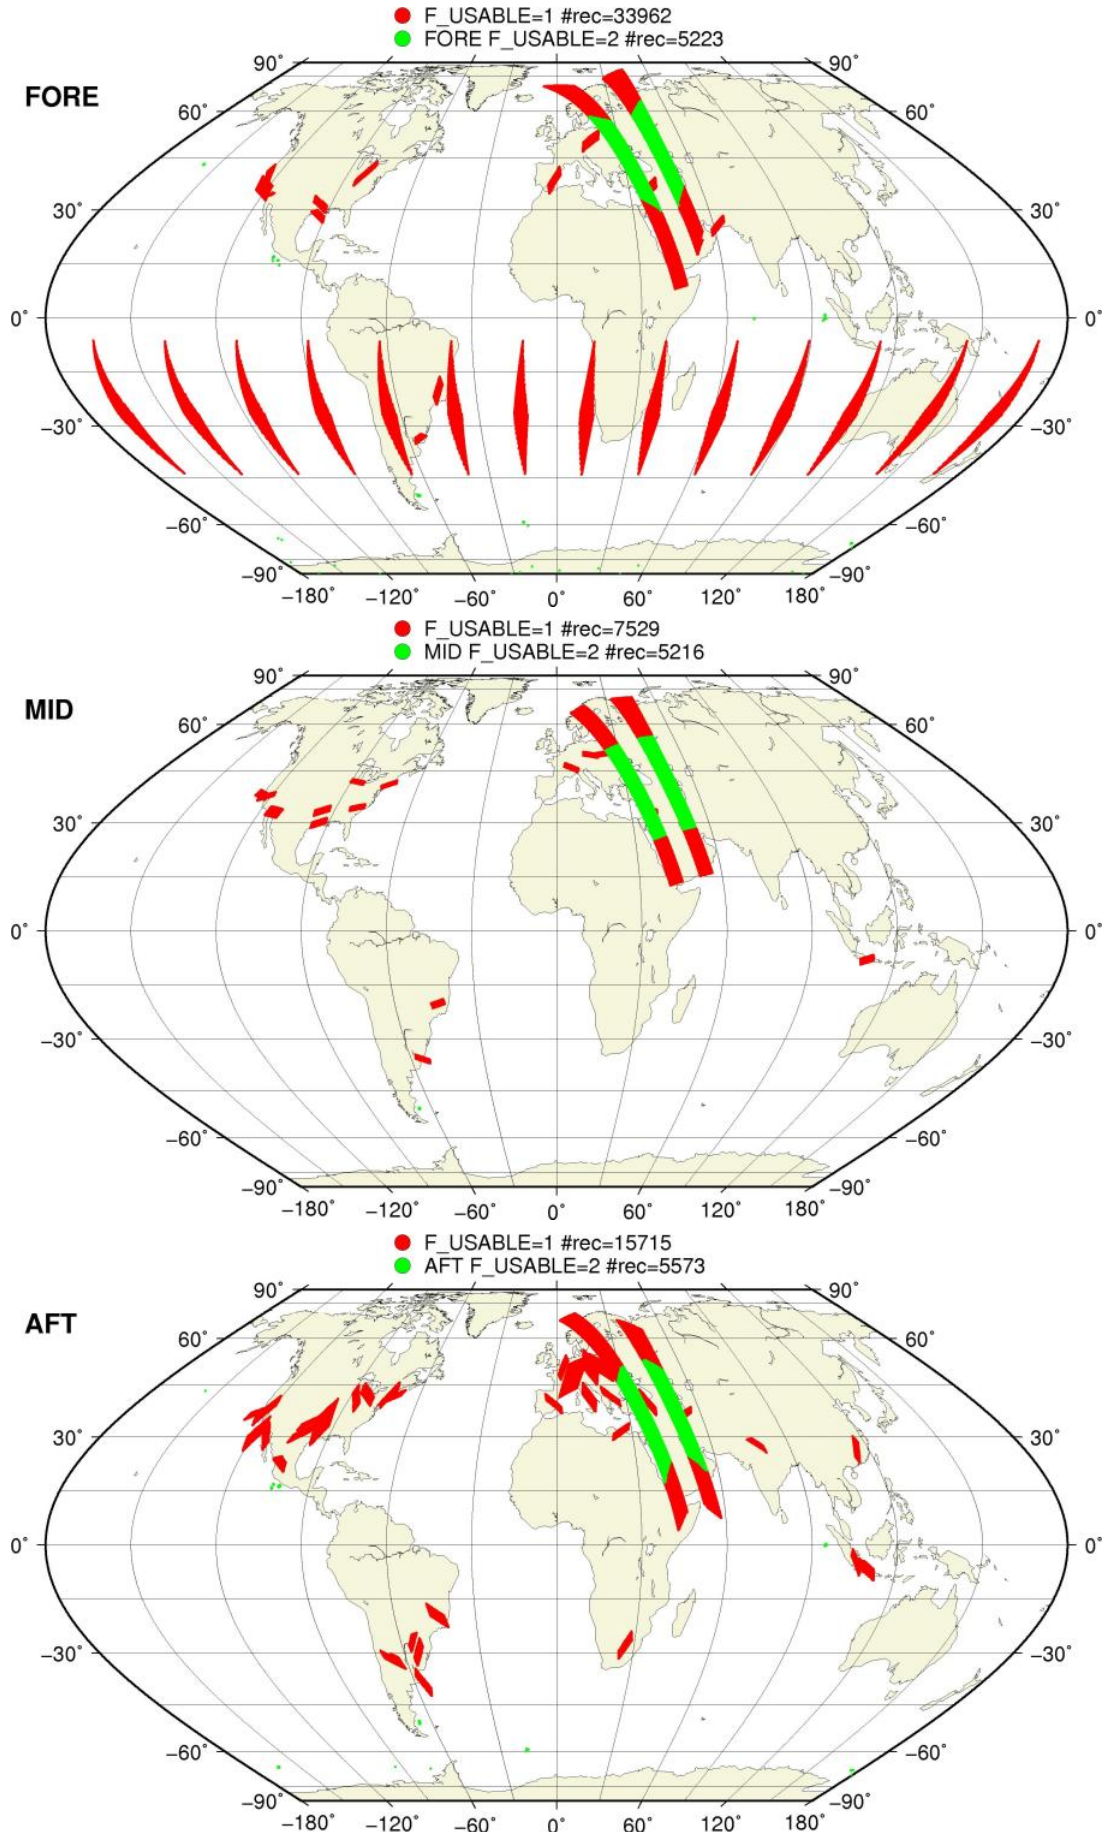 F_USABLE=1 #rec=33962
FORE F_USABLE=2 #rec=5223
FORE
90˚ 90˚
60˚ 60˚
30˚ 30˚
0˚ 0˚
−30˚ −30˚
−60˚ −60˚
−90˚ −90˚
−180˚ −120˚ −60˚ 0˚ 60˚ 120˚ 180˚
F_USABLE=1 #rec=7529
MID F_USABLE=2 #rec=5216
MID
90˚ 90˚
60˚ 60˚
30˚ 30˚
0˚ 0˚
−30˚ −30˚
−60˚ −60˚
−90˚ −90˚
−180˚ −120˚ −60˚ 0˚ 60˚ 120˚ 180˚
F_USABLE=1 #rec=15715
AFT F_USABLE=2 #rec=5573
AFT
90˚ 90˚
60˚ 60˚
30˚ 30˚
0˚ 0˚
−30˚ −30˚
−60˚ −60˚
−90˚ −90˚
−180˚ −120˚ −60˚ 0˚ 60˚ 120˚ 180˚